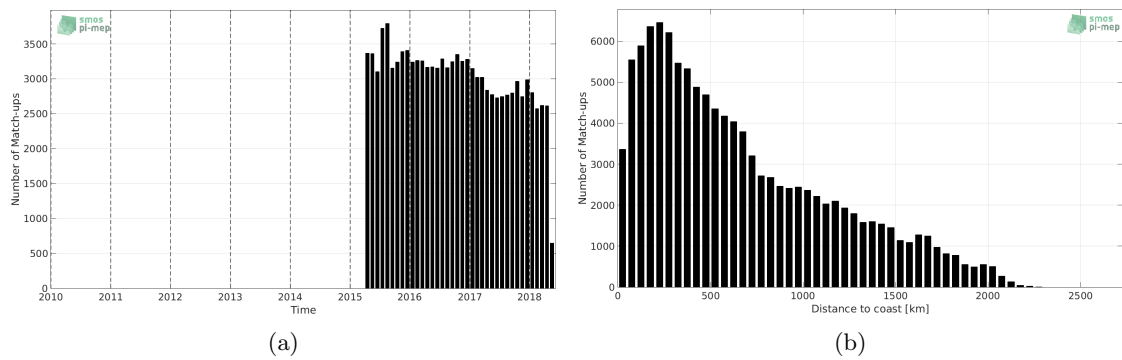 smos
pi-mep
3500
3000
2500
2000
1500
1000
500
0
Number of Match-ups
2010 2011 2012 2013 2014 2015 2016 2017 2018
Time
(a)
smos
pi-mep
6000
5000
4000
3000
2000
1000
0
Number of Match-ups
0 500 1000 1500 2000 2500
Distance to coast [km]
(b)